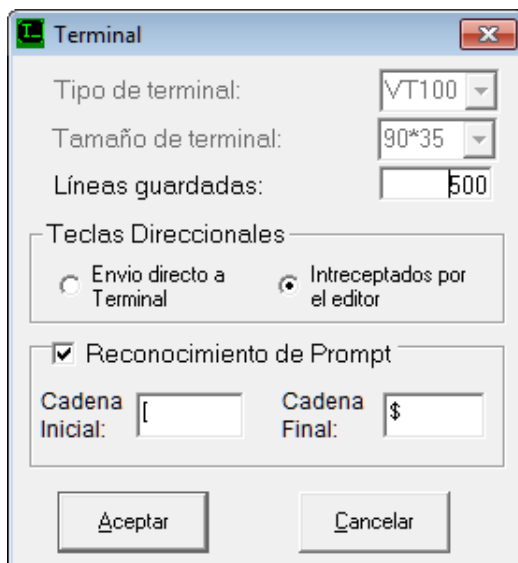 Terminal
Tipo de terminal: VT100
Tamaño de terminal: 90*35
Líneas guardadas: 500
Teclas Direccionales
Envio directo a Intreceptados por
Terminal el editor
Reconocimiento de Prompt
Cadena Cadena
Inicial: [ Final: $
Aceptar Cancelar